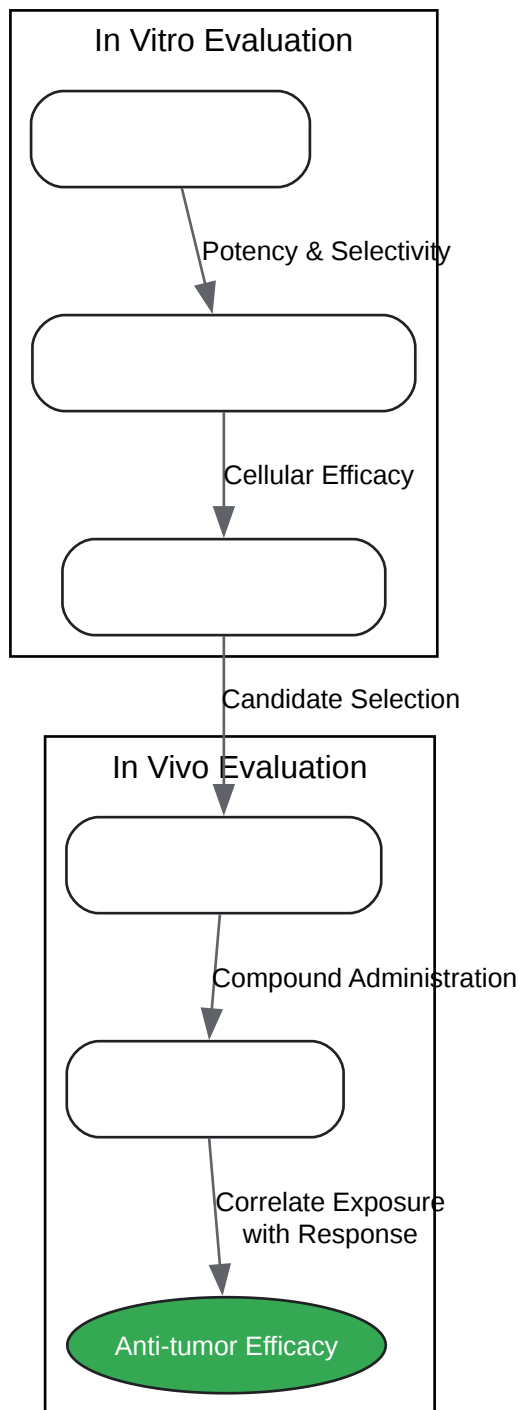 In Vitro Evaluation
Potency & Selectivity
Cellular Efficacy
Candidate Selection
In Vivo Evaluation
Compound Administration
Correlate Exposure
with Response
Anti-tumor Efficacy